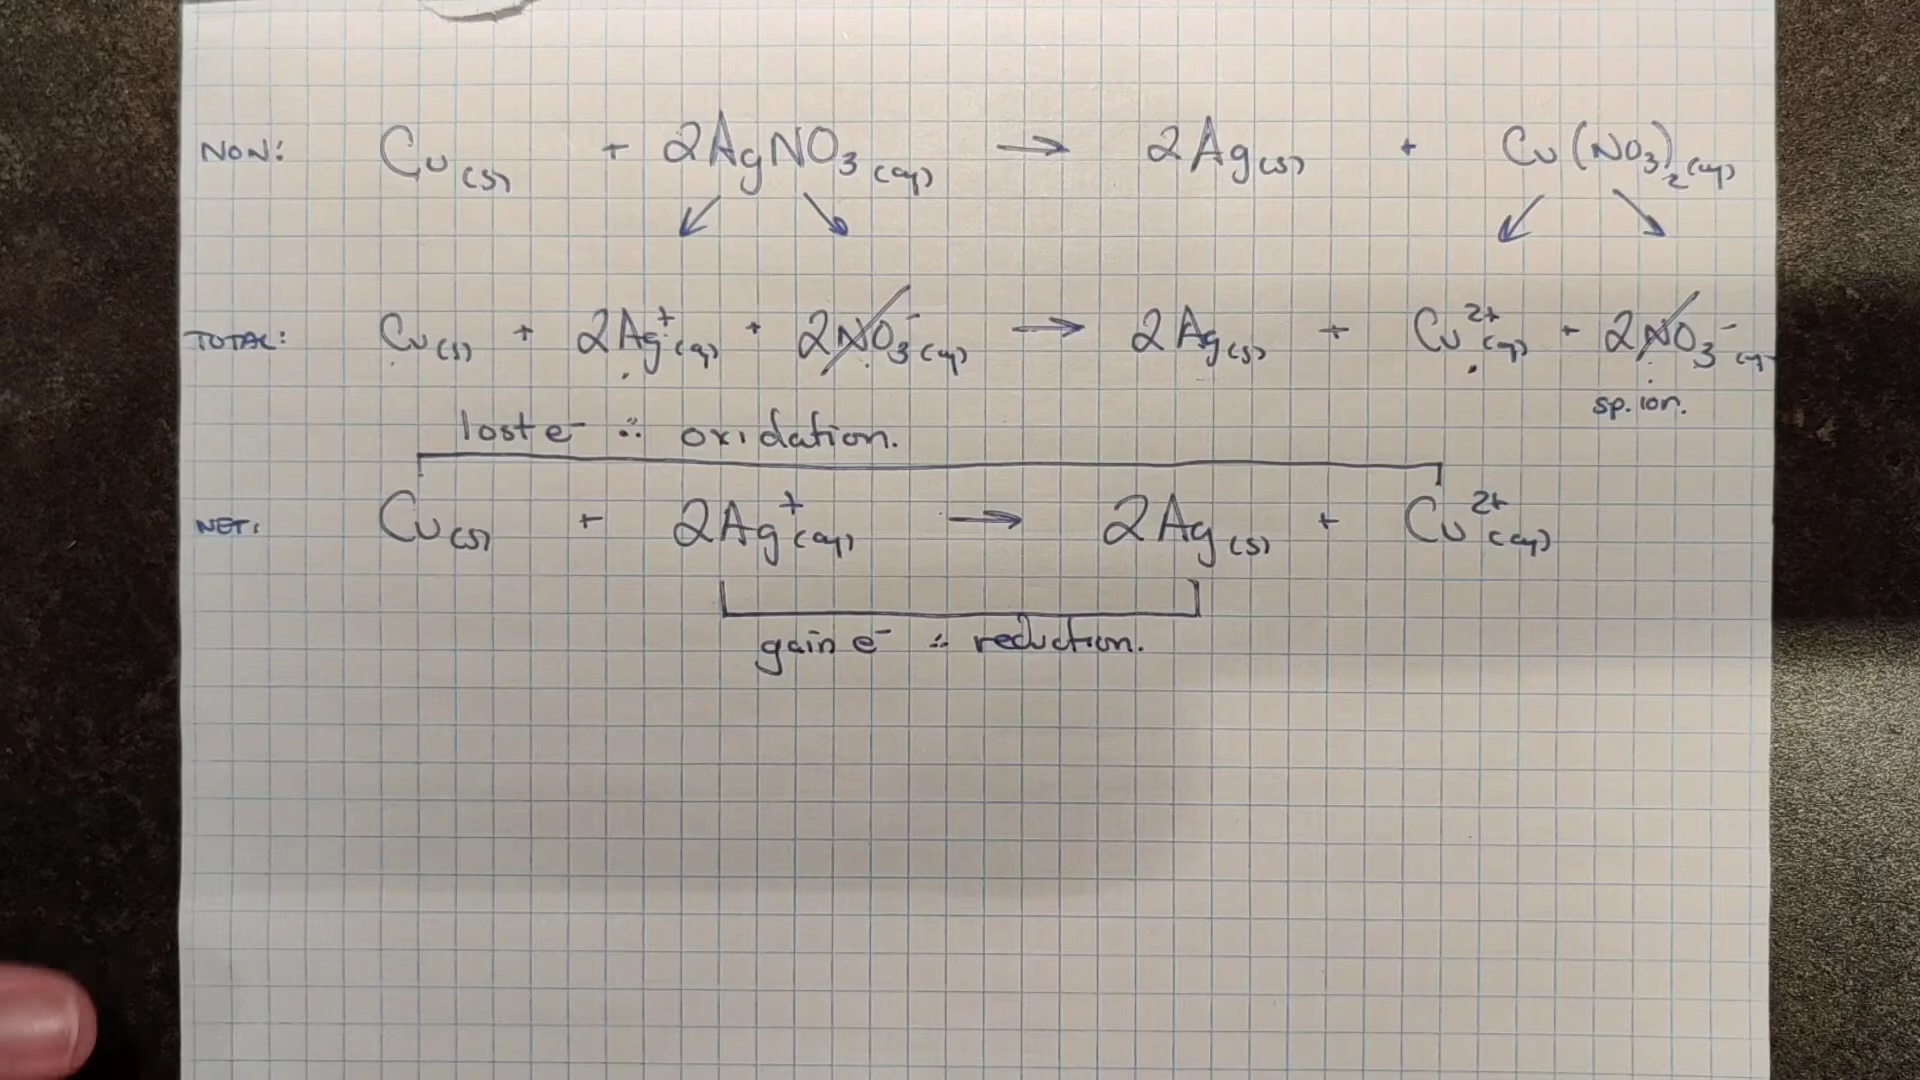 NON: Cu(s) + 2AgNO₃(aq) → 2Ag(s) + Cu(NO₃)₂(aq)
TOTAL: Cu(s) + 2Ag⁺(aq) + 2NO₃⁻(aq) → 2Ag(s) + Cu²⁺(aq) + 2NO₃⁻(aq)
sp. ion.
lost e⁻ ∴ oxidation.
NET: Cu(s) + 2Ag⁺(aq) → 2Ag(s) + Cu²⁺(aq)
gain e⁻ ∴ reduction.